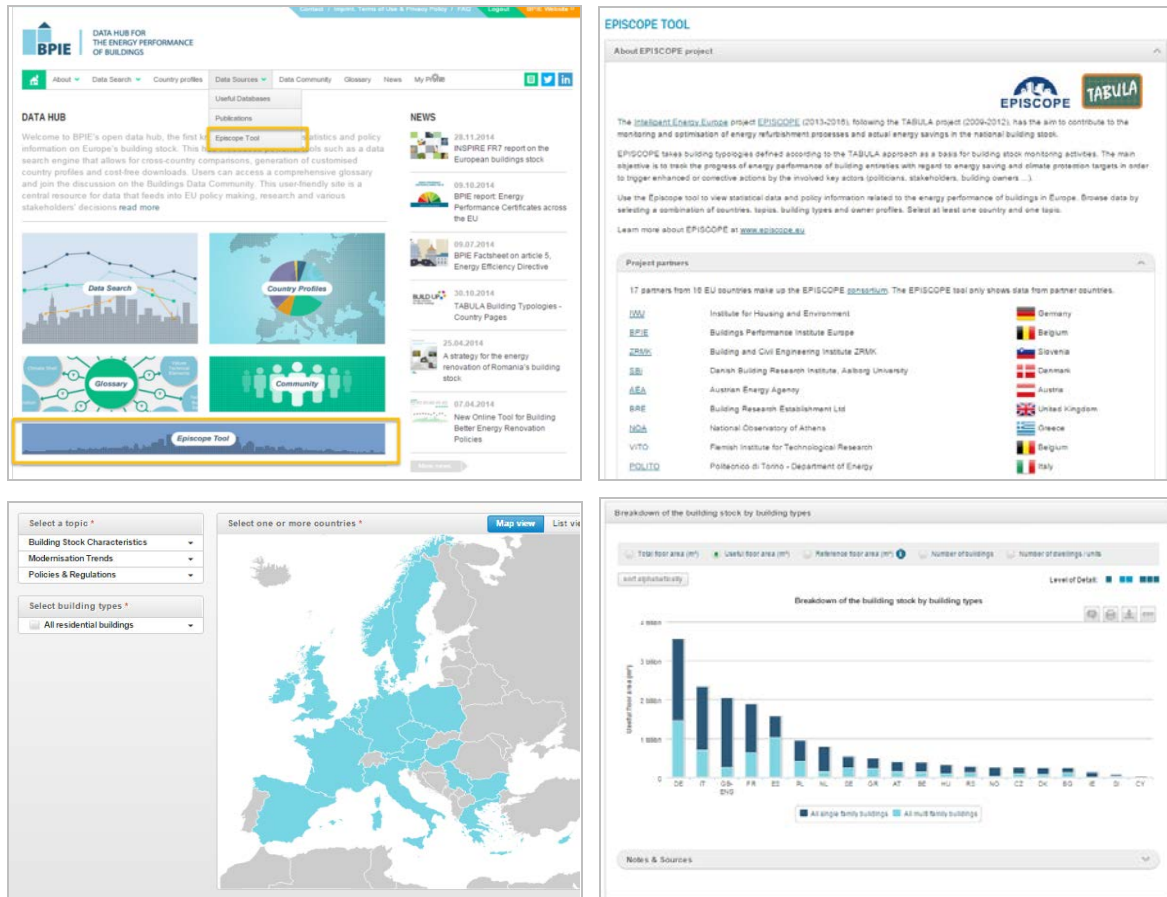 Contact / Imprint, Terms of Use & Privacy Policy / FAQ Logout BPIE Website
BPIE
DATA HUB FOR
THE ENERGY PERFORMANCE
OF BUILDINGS
About Data Search Country profiles Data Sources Data Community Glossary News My Profile
Useful Databases
Publications
Episcope Tool
DATA HUB
Welcome to BPIE's open data hub, the first
statistics and policy
information on Europe's building stock. This
tools such as a data
search engine that allows for cross-country comparisons, generation of customised
country profiles and cost-free downloads. Users can access a comprehensive glossary
and join the discussion on the Buildings Data Community. This user-friendly site is a
central resource for data that feeds into EU policy making, research and various
stakeholders' decisions read more
Data Search
Country Profiles
Glossary
Community
Episcope Tool
NEWS
28.11.2014
INSPIRE FR7 report on the
European buildings stock
09.10.2014
BPIE report: Energy
Performance Certificates across
the EU
09.07.2014
BPIE Factsheet on article 5,
Energy Efficiency Directive
BUILD UP
30.10.2014
TABULA Building Typologies -
Country Pages
25.04.2014
A strategy for the energy
renovation of Romania's building
stock
07.04.2014
New Online Tool for Building
Better Energy Renovation
Policies
More news
EPISCOPE TOOL
About EPISCOPE project
EPISCOPE
TABULA
The Intelligent Energy Europe project EPISCOPE (2013-2016), following the TABULA project (2009-2012), has the aim to contribute to the
monitoring and optimisation of energy refurbishment processes and actual energy savings in the national building stock.
EPISCOPE takes building typologies defined according to the TABULA approach as a basis for building stock monitoring activities. The main
objective is to track the progress of energy performance of building entireties with regard to energy saving and climate protection targets in order
to trigger enhanced or corrective actions by the involved key actors (politicians, stakeholders, building owners ...).
Use the Episcope tool to view statistical data and policy information related to the energy performance of buildings in Europe. Browse data by
selecting a combination of countries, topics, building types and owner profiles. Select at least one country and one topic.
Learn more about EPISCOPE at www.episcope.eu
Project partners
17 partners from 16 EU countries make up the EPISCOPE consortium. The EPISCOPE tool only shows data from partner countries.
IWU Institute for Housing and Environment Germany
BPIE Buildings Performance Institute Europe Belgium
ZRMK Building and Civil Engineering Institute ZRMK Slovenia
SBi Danish Building Research Institute, Aalborg University Denmark
AEA Austrian Energy Agency Austria
BRE Building Research Establishment Ltd United Kingdom
NOA National Observatory of Athens Greece
VITO Flemish Institute for Technological Research Belgium
POLITO Politecnico di Torino - Department of Energy Italy
Select a topic *
Building Stock Characteristics
Modernisation Trends
Policies & Regulations
Select building types *
All residential buildings
Select one or more countries *
Map view List vie
Breakdown of the building stock by building types
Total floor area (m²) Useful floor area (m²) Reference floor area (m²) Number of buildings Number of dwellings / units
sort alphabetically
Level of Detail:
Breakdown of the building stock by building types
Useful floor area (m²)
4 billion
3 billion
2 billion
1 billion
0
DE IT GB-ENG FR ES PL NL SE GR AT BE HU RS NO CZ DK BG IE SI CY
All single family buildings All multi family buildings
Notes & Sources